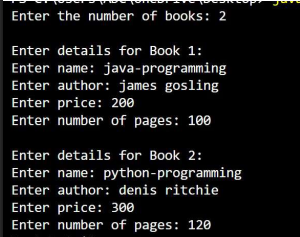 Enter the number of books: 2
Enter details for Book 1:
Enter name: java-programming
Enter author: james gosling
Enter price: 200
Enter number of pages: 100
Enter details for Book 2:
Enter name: python-programming
Enter author: denis ritchie
Enter price: 300
Enter number of pages: 120